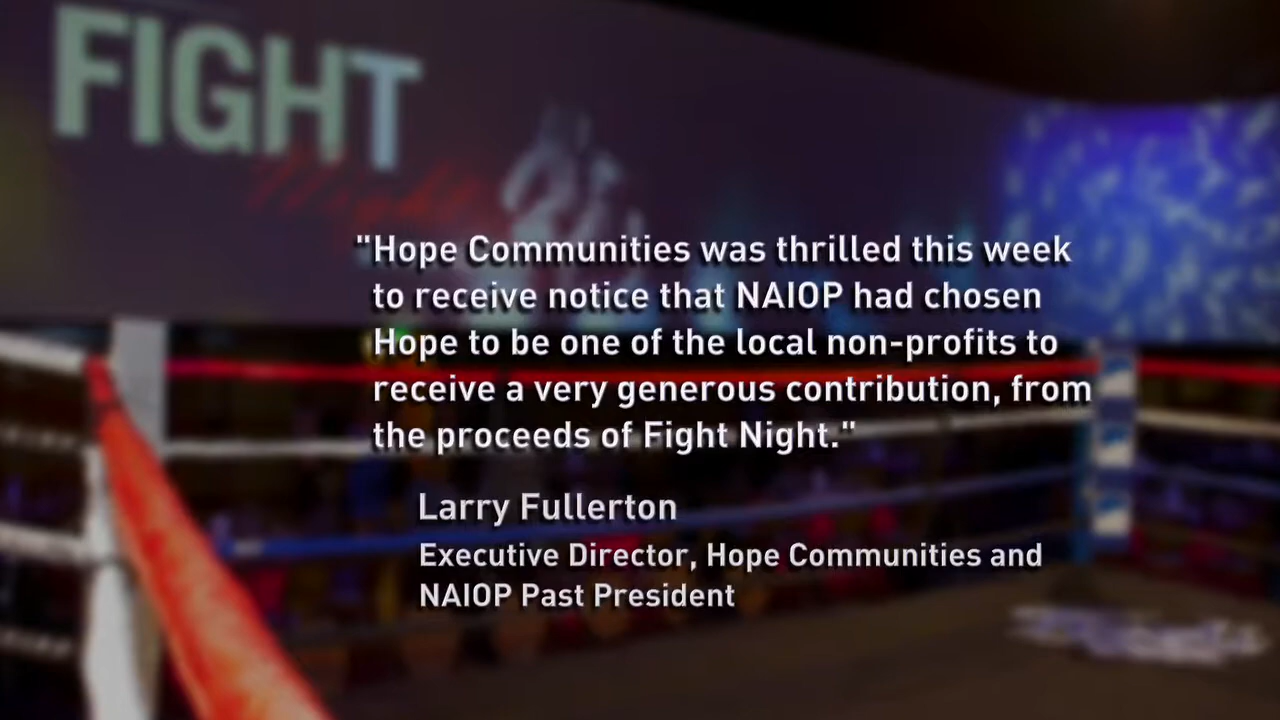 FIGHT
Night
"Hope Communities was thrilled this week
to receive notice that NAIOP had chosen
Hope to be one of the local non-profits to
receive a very generous contribution, from
the proceeds of Fight Night."
Larry Fullerton
Executive Director, Hope Communities and
NAIOP Past President